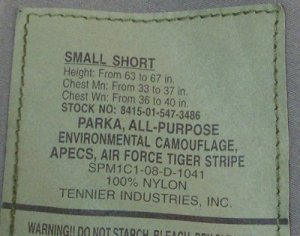 SMALL SHORT
Height: From 63 to 67 in.
Chest Mn: From 33 to 37 in.
Chest Wn: From 36 to 40 in.
STOCK NO: 8415-01-547-3486
PARKA, ALL-PURPOSE
ENVIRONMENTAL CAMOUFLAGE,
APECS, AIR FORCE TIGER STRIPE
SPM1C1-08-D-1041
100% NYLON
TENNIER INDUSTRIES, INC.
WARNING!! DO NOT STARCH, BLEACH,